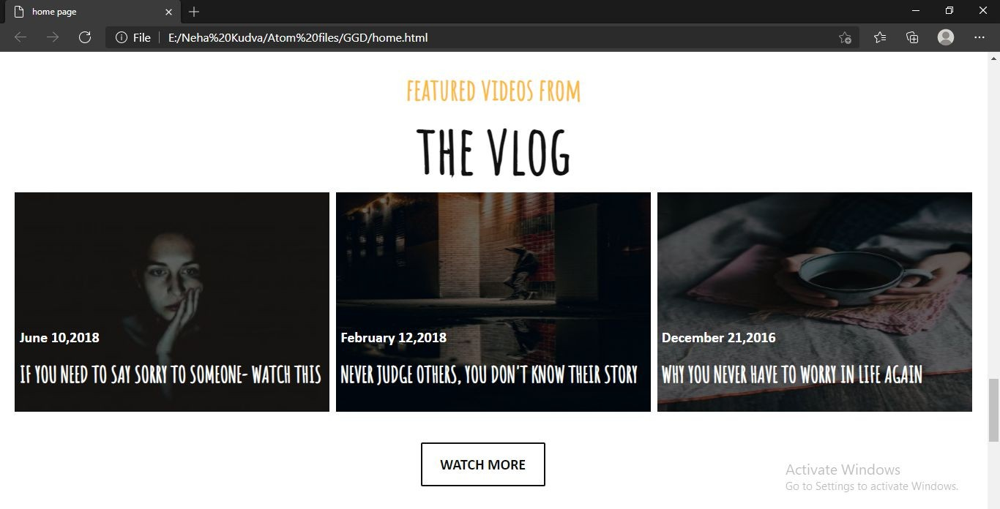 home page
File
E:/Neha%20Kudva/Atom%20files/GGD/home.html
FEATURED VIDEOS FROM
THE VLOG
June 10,2018
IF YOU NEED TO SAY SORRY TO SOMEONE- WATCH THIS
February 12,2018
NEVER JUDGE OTHERS, YOU DON'T KNOW THEIR STORY
December 21,2016
WHY YOU NEVER HAVE TO WORRY IN LIFE AGAIN
WATCH MORE
Activate Windows
Go to Settings to activate Windows.